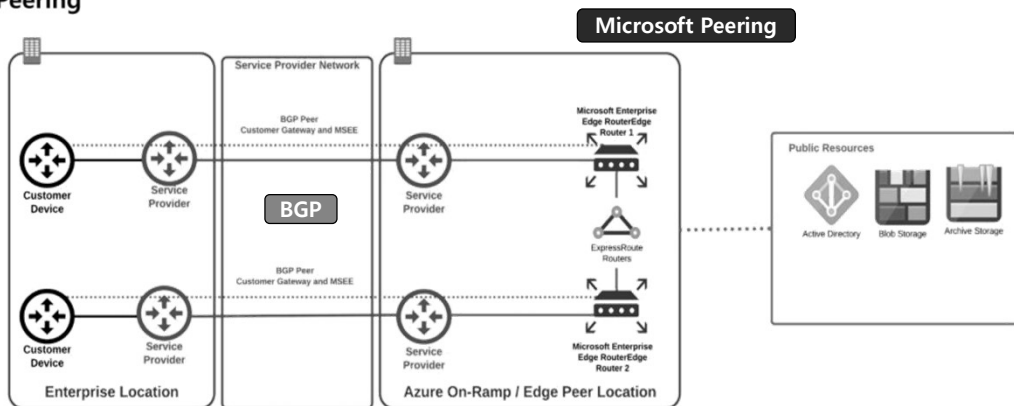 Peering
Microsoft Peering
Service Provider Network
BGP Peer
Customer Gateway and MSEE
Microsoft Enterprise
Edge RouterEdge
Router 1
Customer
Device
Service
Provider
Service
Provider
BGP
ExpressRoute
Routers
BGP Peer
Customer Gateway and MSEE
Customer
Device
Service
Provider
Service
Provider
Microsoft Enterprise
Edge RouterEdge
Router 2
Enterprise Location
Azure On-Ramp / Edge Peer Location
Public Resources
Active Directory
Blob Storage
Archive Storage